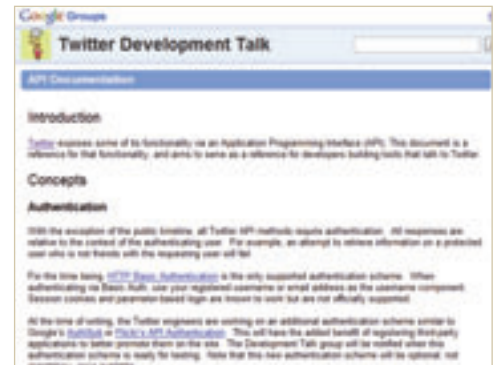 Google Groups
Twitter Development Talk
API Documentation
Introduction
Twitter exposes some of its functionality via an Application Programming Interface (API). This document is a
reference for that functionality, and aims to serve as a reference for developers building tools that talk to Twitter.
Concepts
Authentication
With the exception of the public timeline, all Twitter API methods require authentication. All responses are
relative to the context of the authenticating user. For example, an attempt to retrieve information on a protected
user who is not friends with the requesting user will fail.
For the time being, HTTP Basic Authentication is the only supported authentication scheme. When
authenticating via Basic Auth, use your registered username or email address as the username component.
Session cookies and parameter-based login are known to work but are not officially supported.
At the time of writing, the Twitter engineers are working on an additional authentication scheme similar to
Google's AuthSub or Flickr's API Authentication. This will have the added benefit of registering third-party
applications to better promote them on the site. The Development Talk group will be notified when this
authentication scheme is ready for testing. Note that this new authentication scheme will be optional, not